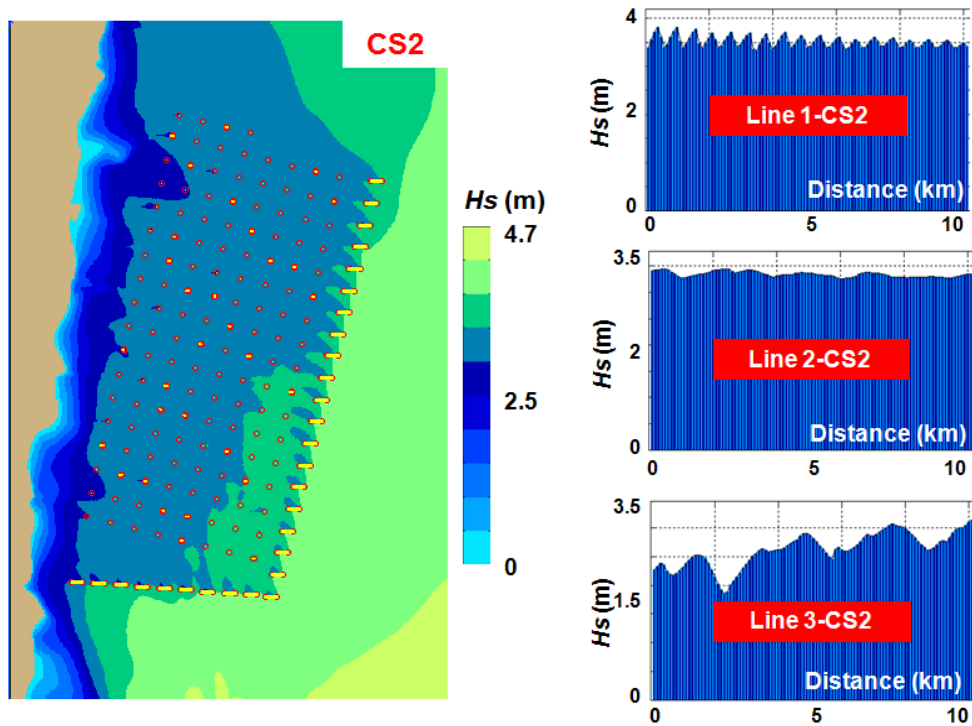 CS2
Hs (m)
4.7
2.5
0
4
2
0
Hs (m)
Line 1-CS2
Distance (km)
0
5
10
3.5
2
0
Hs (m)
Line 2-CS2
Distance (km)
0
5
10
3.5
1.5
0
Hs (m)
Line 3-CS2
Distance (km)
0
5
10